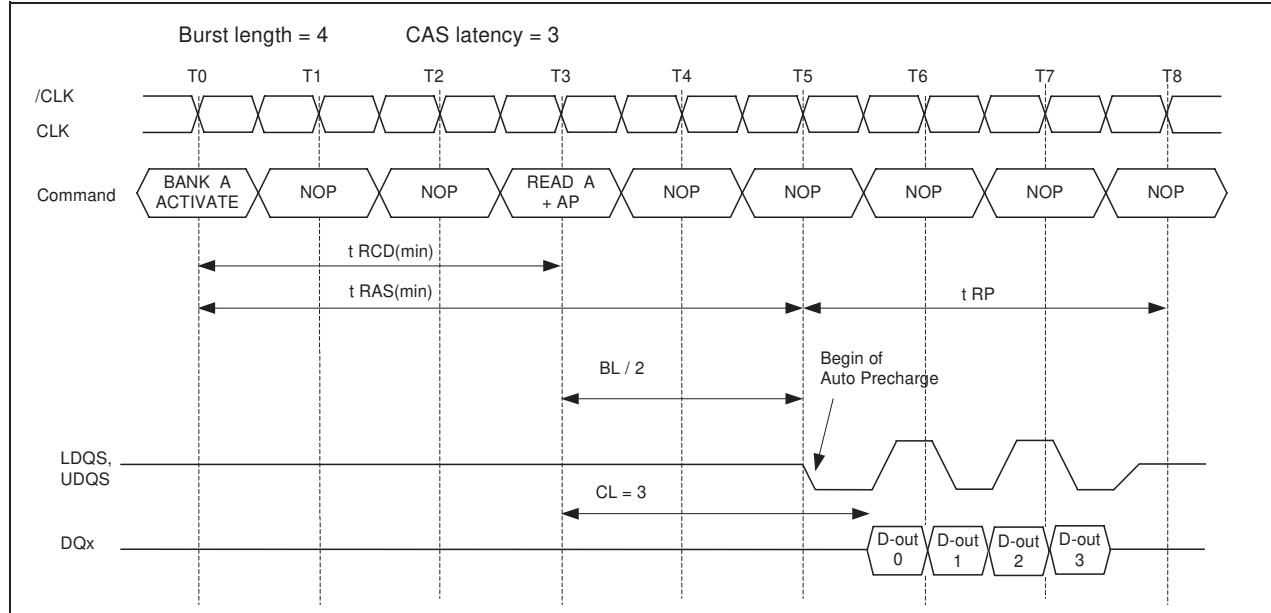 Burst length = 4 CAS latency = 3
T0 T1 T2 T3 T4 T5 T6 T7 T8
/CLK
CLK
Command
BANK A
ACTIVATE
NOP
NOP
READ A
+ AP
NOP
NOP
NOP
NOP
NOP
t RCD(min)
t RAS(min)
t RP
BL / 2
Begin of
Auto Precharge
LDQS,
UDQS
CL = 3
DQx
D-out
0
D-out
1
D-out
2
D-out
3